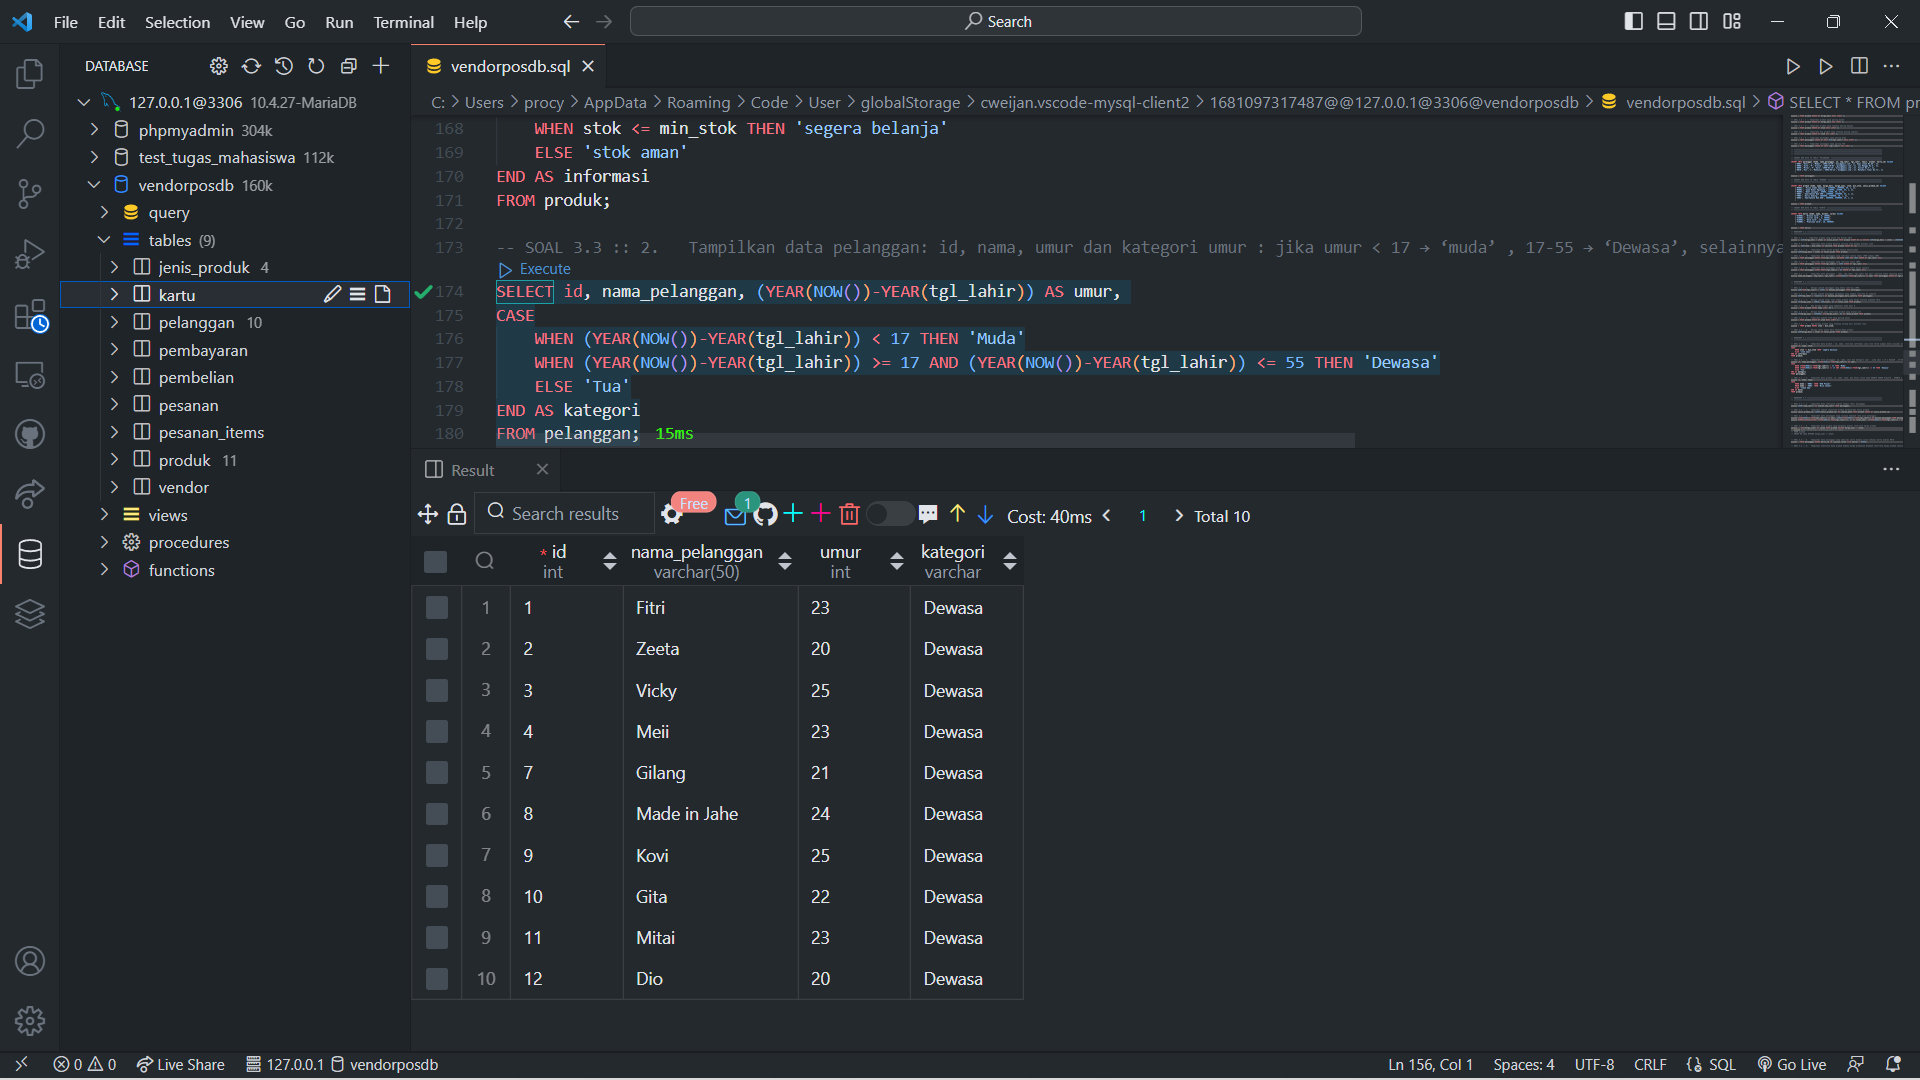 File Edit Selection View Go Run Terminal Help
Search
DATABASE
vendorposdb.sql
127.0.0.1@3306 10.4.27-MariaDB
phpmyadmin 304k
test_tugas_mahasiswa 112k
vendorposdb 160k
query
tables (9)
jenis_produk 4
kartu
pelanggan 10
pembayaran
pembelian
pesanan
pesanan_items
produk 11
vendor
views
procedures
functions
C: > Users > procy > AppData > Roaming > Code > User > globalStorage > cweijan.vscode-mysql-client2 > 1681097317487@@127.0.0.1@3306@vendorposdb > vendorposdb.sql > SELECT * FROM pr
168 WHEN stok <= min_stok THEN 'segera belanja'
169 ELSE 'stok aman'
170 END AS informasi
171 FROM produk;
172
173 -- SOAL 3.3 :: 2. Tampilkan data pelanggan: id, nama, umur dan kategori umur : jika umur < 17 → ‘muda’ , 17-55 → ‘Dewasa’, selainnya
Execute
174 SELECT id, nama_pelanggan, (YEAR(NOW())-YEAR(tgl_lahir)) AS umur,
175 CASE
176 WHEN (YEAR(NOW())-YEAR(tgl_lahir)) < 17 THEN 'Muda'
177 WHEN (YEAR(NOW())-YEAR(tgl_lahir)) >= 17 AND (YEAR(NOW())-YEAR(tgl_lahir)) <= 55 THEN 'Dewasa'
178 ELSE 'Tua'
179 END AS kategori
180 FROM pelanggan; 15ms
Result
Search results Free 1 Cost: 40ms < 1 > Total 10
* id nama_pelanggan umur kategori
int varchar(50) int varchar
1 1 Fitri 23 Dewasa
2 2 Zeeta 20 Dewasa
3 3 Vicky 25 Dewasa
4 4 Meii 23 Dewasa
5 7 Gilang 21 Dewasa
6 8 Made in Jahe 24 Dewasa
7 9 Kovi 25 Dewasa
8 10 Gita 22 Dewasa
9 11 Mitai 23 Dewasa
10 12 Dio 20 Dewasa
0 0 Live Share 127.0.0.1 vendorposdb Ln 156, Col 1 Spaces: 4 UTF-8 CRLF SQL Go Live